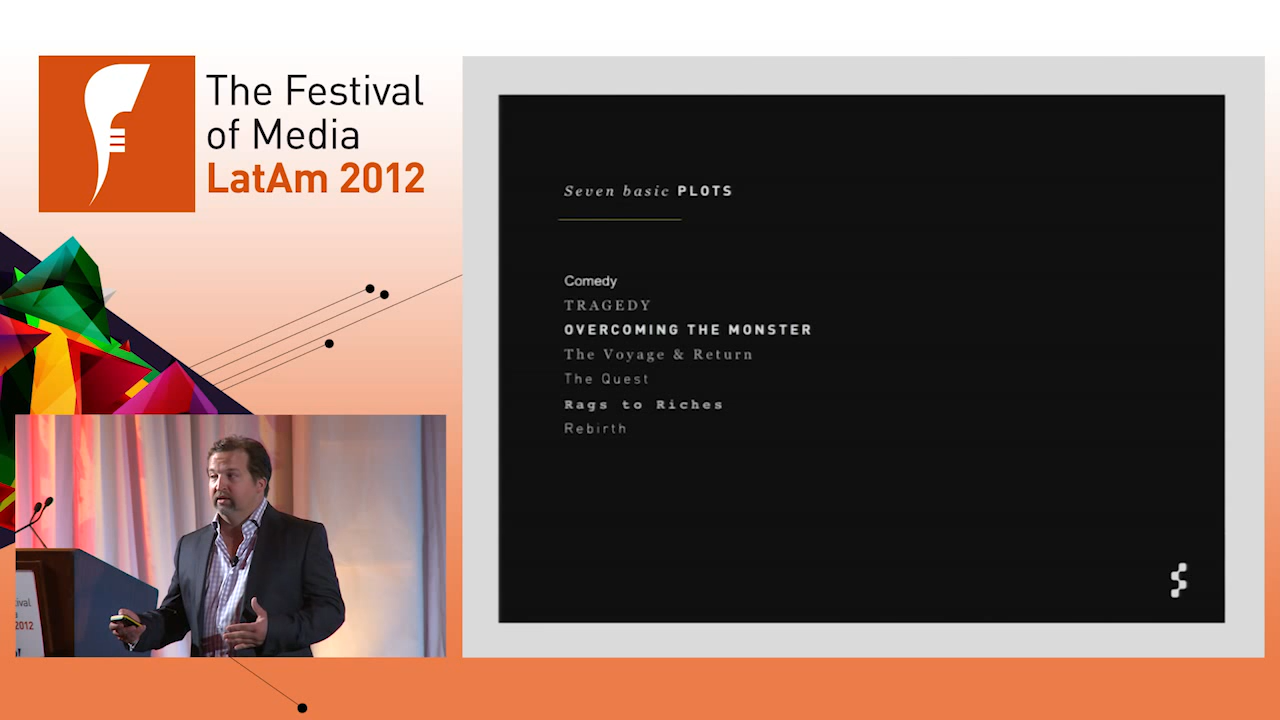 The Festival
of Media
LatAm 2012
Seven basic PLOTS
Comedy
TRAGEDY
OVERCOMING THE MONSTER
The Voyage & Return
The Quest
Rags to Riches
Rebirth
2012